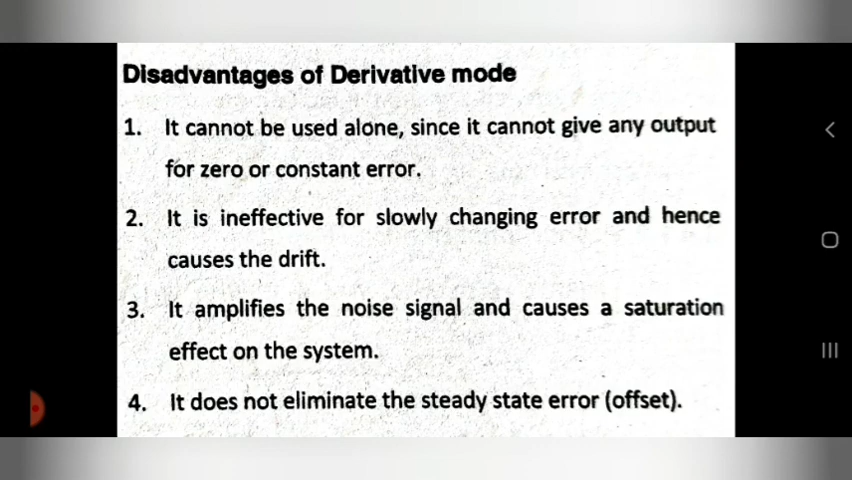 Disadvantages of Derivative mode
1. It cannot be used alone, since it cannot give any output
for zero or constant error.
2. It is ineffective for slowly changing error and hence
causes the drift.
3. It amplifies the noise signal and causes a saturation
effect on the system.
4. It does not eliminate the steady state error (offset).